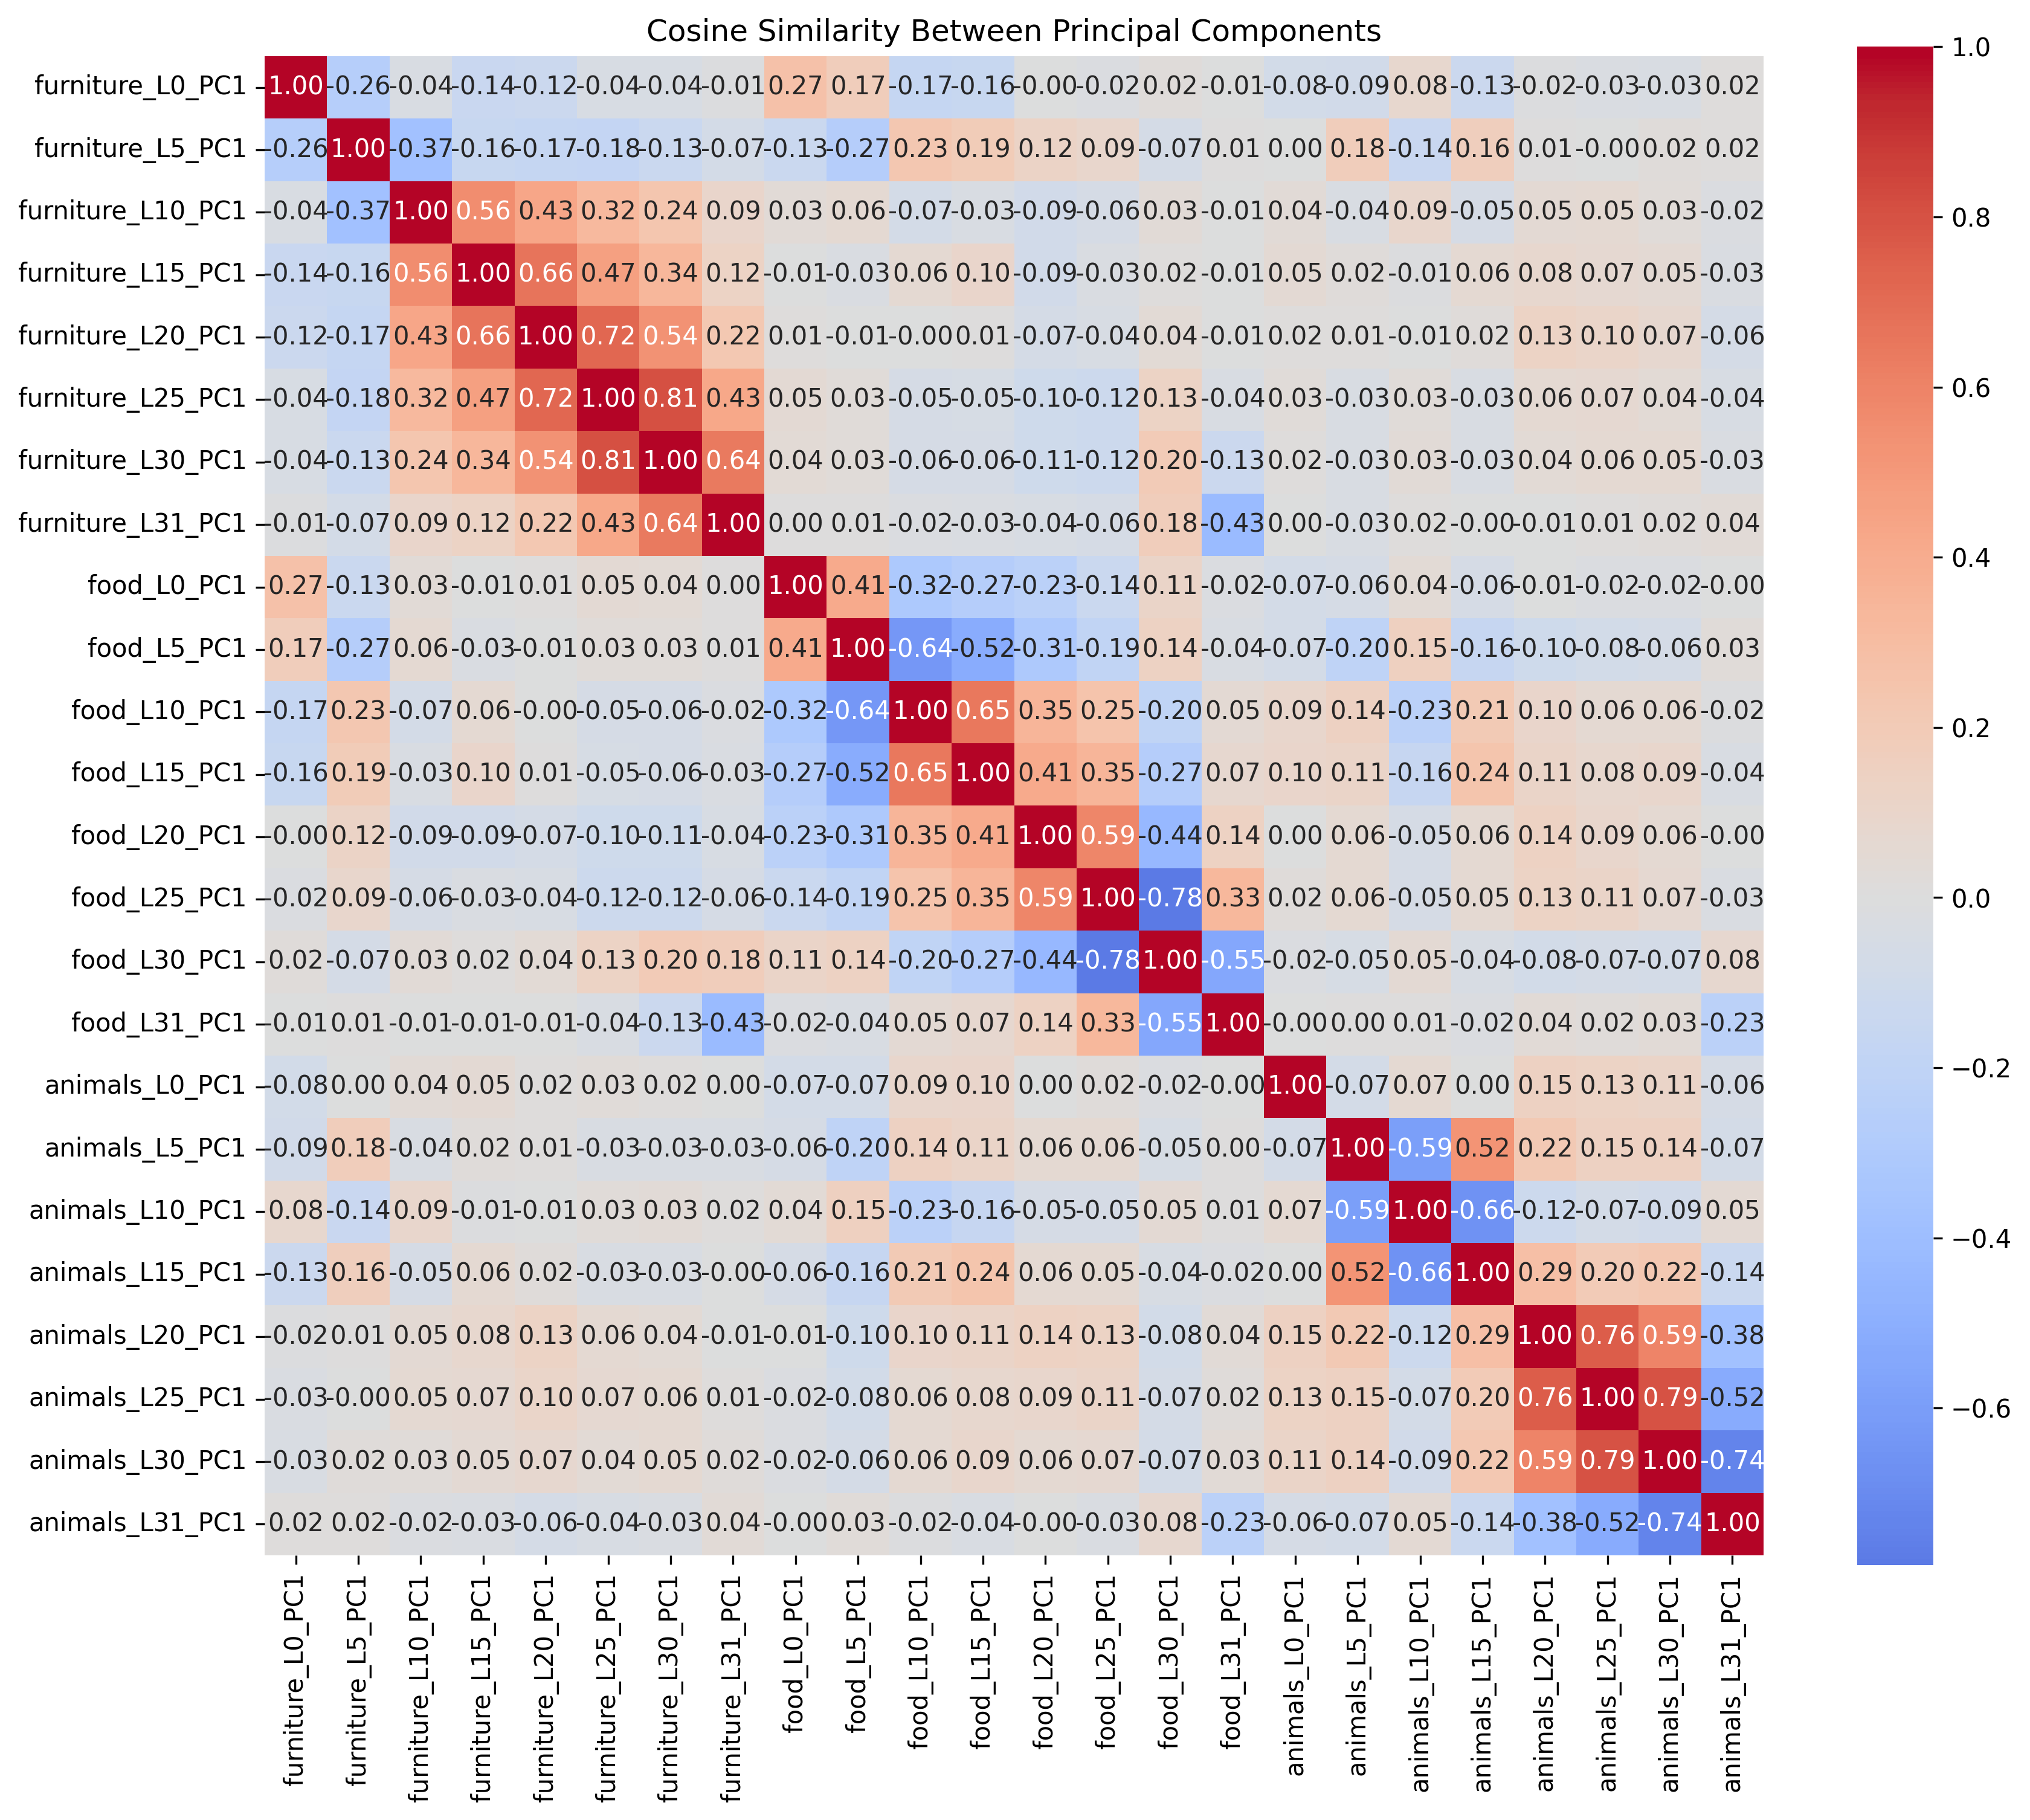 Cosine Similarity Between Principal Components
furniture_L0_PC1 1.00 -0.26 -0.04 -0.14 -0.12 -0.04 -0.04 -0.01 0.27 0.17 -0.17 -0.16 -0.00 -0.02 0.02 -0.01 -0.08 -0.09 0.08 -0.13 -0.02 -0.03 -0.03 0.02
furniture_L5_PC1 -0.26 1.00 -0.37 -0.16 -0.17 -0.18 -0.13 -0.07 -0.13 -0.27 0.23 0.19 0.12 0.09 -0.07 0.01 0.00 0.18 -0.14 0.16 0.01 -0.00 0.02 0.02
furniture_L10_PC1 -0.04 -0.37 1.00 0.56 0.43 0.32 0.24 0.09 0.03 0.06 -0.07 -0.03 -0.09 -0.06 0.03 -0.01 0.04 -0.04 0.09 -0.05 0.05 0.05 0.03 -0.02
furniture_L15_PC1 -0.14 -0.16 0.56 1.00 0.66 0.47 0.34 0.12 -0.01 -0.03 0.06 0.10 -0.09 -0.03 0.02 -0.01 0.05 0.02 -0.01 0.06 0.08 0.07 0.05 -0.03
furniture_L20_PC1 -0.12 -0.17 0.43 0.66 1.00 0.72 0.54 0.22 0.01 -0.01 -0.00 0.01 -0.07 -0.04 0.04 -0.01 0.02 0.01 -0.01 0.02 0.13 0.10 0.07 -0.06
furniture_L25_PC1 -0.04 -0.18 0.32 0.47 0.72 1.00 0.81 0.43 0.05 0.03 -0.05 -0.05 -0.10 -0.12 0.13 -0.04 0.03 -0.03 0.03 -0.03 0.06 0.07 0.04 -0.04
furniture_L30_PC1 -0.04 -0.13 0.24 0.34 0.54 0.81 1.00 0.64 0.04 0.03 -0.06 -0.06 -0.11 -0.12 0.20 -0.13 0.02 -0.03 0.03 -0.03 0.04 0.06 0.05 -0.03
furniture_L31_PC1 -0.01 -0.07 0.09 0.12 0.22 0.43 0.64 1.00 0.00 0.01 -0.02 -0.03 -0.04 -0.06 0.18 -0.43 0.00 -0.03 0.02 -0.00 -0.01 0.01 0.02 0.04
food_L0_PC1 0.27 -0.13 0.03 -0.01 0.01 0.05 0.04 0.00 1.00 0.41 -0.32 -0.27 -0.23 -0.14 0.11 -0.02 -0.07 -0.06 0.04 -0.06 -0.01 -0.02 -0.02 -0.00
food_L5_PC1 0.17 -0.27 0.06 -0.03 -0.01 0.03 0.03 0.01 0.41 1.00 -0.64 -0.52 -0.31 -0.19 0.14 -0.04 -0.07 -0.20 0.15 -0.16 -0.10 -0.08 -0.06 0.03
food_L10_PC1 -0.17 0.23 -0.07 0.06 -0.00 -0.05 -0.06 -0.02 -0.32 -0.64 1.00 0.65 0.35 0.25 -0.20 0.05 0.09 0.14 -0.23 0.21 0.10 0.06 0.06 -0.02
food_L15_PC1 -0.16 0.19 -0.03 0.10 0.01 -0.05 -0.06 -0.03 -0.27 -0.52 0.65 1.00 0.41 0.35 -0.27 0.07 0.10 0.11 -0.16 0.24 0.11 0.08 0.09 -0.04
food_L20_PC1 -0.00 0.12 -0.09 -0.09 -0.07 -0.10 -0.11 -0.04 -0.23 -0.31 0.35 0.41 1.00 0.59 -0.44 0.14 0.00 0.06 -0.05 0.06 0.14 0.09 0.06 -0.00
food_L25_PC1 -0.02 0.09 -0.06 -0.03 -0.04 -0.12 -0.12 -0.06 -0.14 -0.19 0.25 0.35 0.59 1.00 -0.78 0.33 0.02 0.06 -0.05 0.05 0.13 0.11 0.07 -0.03
food_L30_PC1 0.02 -0.07 0.03 0.02 0.04 0.13 0.20 0.18 0.11 0.14 -0.20 -0.27 -0.44 -0.78 1.00 -0.55 -0.02 -0.05 0.05 -0.04 -0.08 -0.07 -0.07 0.08
food_L31_PC1 -0.01 0.01 -0.01 -0.01 -0.01 -0.04 -0.13 -0.43 -0.02 -0.04 0.05 0.07 0.14 0.33 -0.55 1.00 -0.00 0.00 0.01 -0.02 0.04 0.02 0.03 -0.23
animals_L0_PC1 -0.08 0.00 0.04 0.05 0.02 0.03 0.02 0.00 -0.07 -0.07 0.09 0.10 0.00 0.02 -0.02 -0.00 1.00 -0.07 0.07 0.00 0.15 0.13 0.11 -0.06
animals_L5_PC1 -0.09 0.18 -0.04 0.02 0.01 -0.03 -0.03 -0.03 -0.06 -0.20 0.14 0.11 0.06 0.06 -0.05 0.00 -0.07 1.00 -0.59 0.52 0.22 0.15 0.14 -0.07
animals_L10_PC1 0.08 -0.14 0.09 -0.01 -0.01 0.03 0.03 0.02 0.04 0.15 -0.23 -0.16 -0.05 -0.05 0.05 0.01 0.07 -0.59 1.00 -0.66 -0.12 -0.07 -0.09 0.05
animals_L15_PC1 -0.13 0.16 -0.05 0.06 0.02 -0.03 -0.03 -0.00 -0.06 -0.16 0.21 0.24 0.06 0.05 -0.04 -0.02 0.00 0.52 -0.66 1.00 0.29 0.20 0.22 -0.14
animals_L20_PC1 -0.02 0.01 0.05 0.08 0.13 0.06 0.04 -0.01 -0.01 -0.10 0.10 0.11 0.14 0.13 -0.08 0.04 0.15 0.22 -0.12 0.29 1.00 0.76 0.59 -0.38
animals_L25_PC1 -0.03 -0.00 0.05 0.07 0.10 0.07 0.06 0.01 -0.02 -0.08 0.06 0.08 0.09 0.11 -0.07 0.02 0.13 0.15 -0.07 0.20 0.76 1.00 0.79 -0.52
animals_L30_PC1 -0.03 0.02 0.03 0.05 0.07 0.04 0.05 0.02 -0.02 -0.06 0.06 0.09 0.06 0.07 -0.07 0.03 0.11 0.14 -0.09 0.22 0.59 0.79 1.00 -0.74
animals_L31_PC1 0.02 0.02 -0.02 -0.03 -0.06 -0.04 -0.03 0.04 -0.00 0.03 -0.02 -0.04 -0.00 -0.03 0.08 -0.23 -0.06 -0.07 0.05 -0.14 -0.38 -0.52 -0.74 1.00
furniture_L0_PC1
furniture_L5_PC1
furniture_L10_PC1
furniture_L15_PC1
furniture_L20_PC1
furniture_L25_PC1
furniture_L30_PC1
furniture_L31_PC1
food_L0_PC1
food_L5_PC1
food_L10_PC1
food_L15_PC1
food_L20_PC1
food_L25_PC1
food_L30_PC1
food_L31_PC1
animals_L0_PC1
animals_L5_PC1
animals_L10_PC1
animals_L15_PC1
animals_L20_PC1
animals_L25_PC1
animals_L30_PC1
animals_L31_PC1
1.0
0.8
0.6
0.4
0.2
0.0
−0.2
−0.4
−0.6